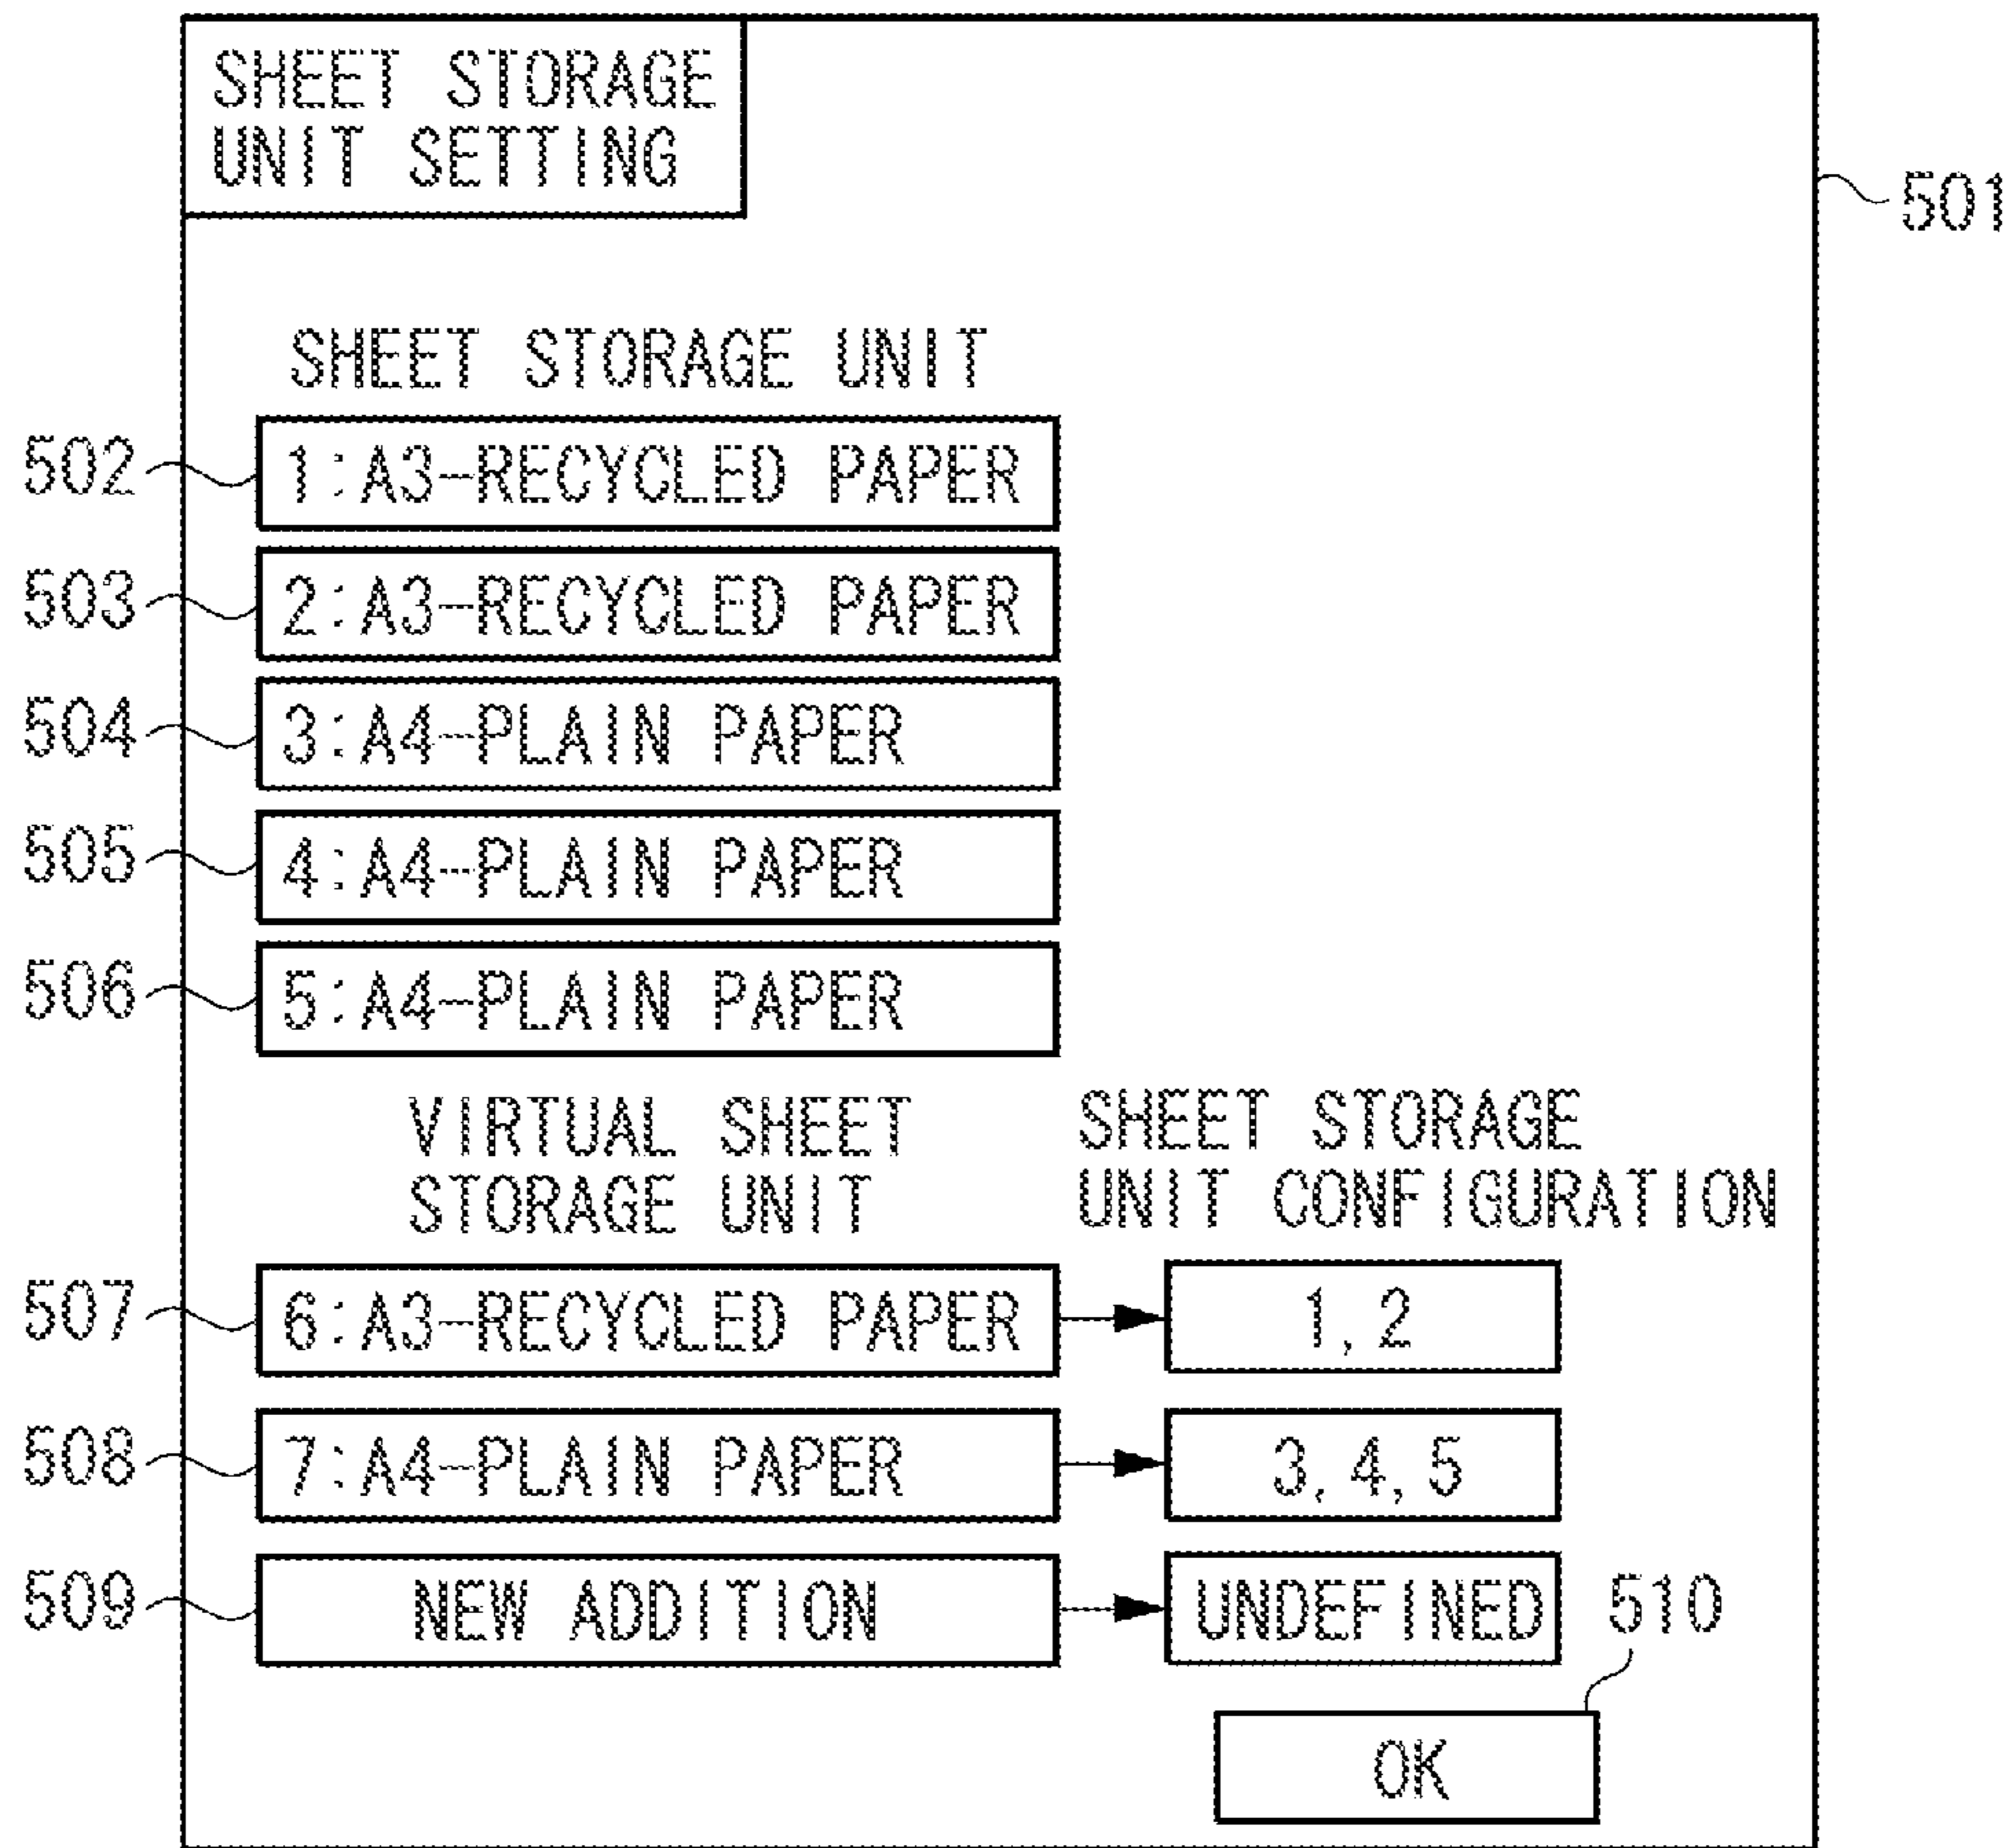 SHEET STORAGE
UNIT SETTING
501
SHEET STORAGE UNIT
502 1:A3-RECYCLED PAPER
503 2:A3-RECYCLED PAPER
504 3:A4-PLAIN PAPER
505 4:A4-PLAIN PAPER
506 5:A4-PLAIN PAPER
VIRTUAL SHEET
STORAGE UNIT
SHEET STORAGE
UNIT CONFIGURATION
507 6:A3-RECYCLED PAPER 1,2
508 7:A4-PLAIN PAPER 3,4,5
509 NEW ADDITION UNDEFINED 510
OK